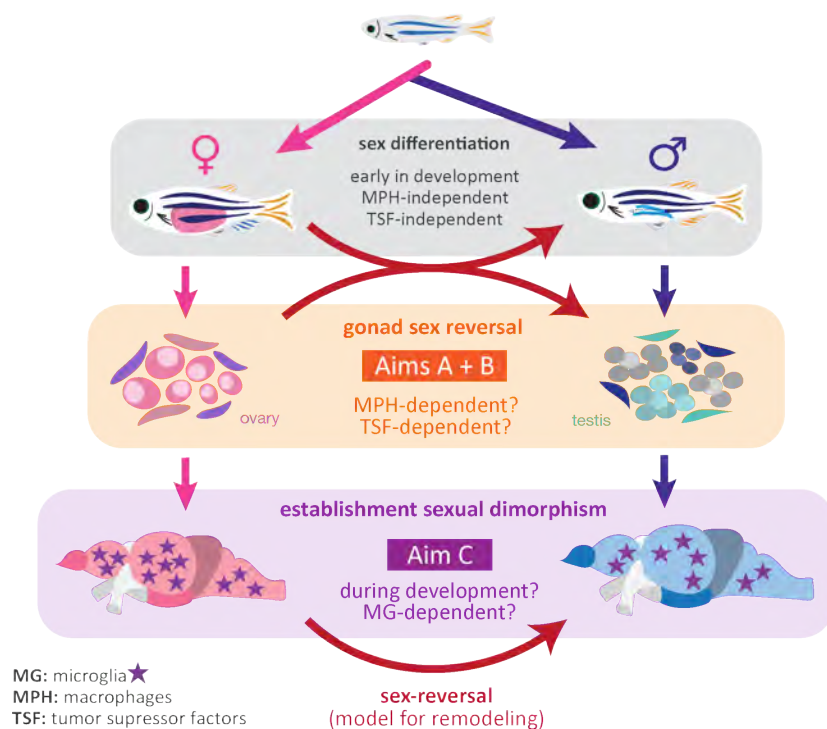 ♀
♂
sex differentiation
early in development
MPH-independent
TSF-independent
gonad sex reversal
Aims A + B
MPH-dependent?
TSF-dependent?
ovary
testis
establishment sexual dimorphism
Aim C
during development?
MG-dependent?
MG: microglia
MPH: macrophages
TSF: tumor supressor factors
sex-reversal
(model for remodeling)